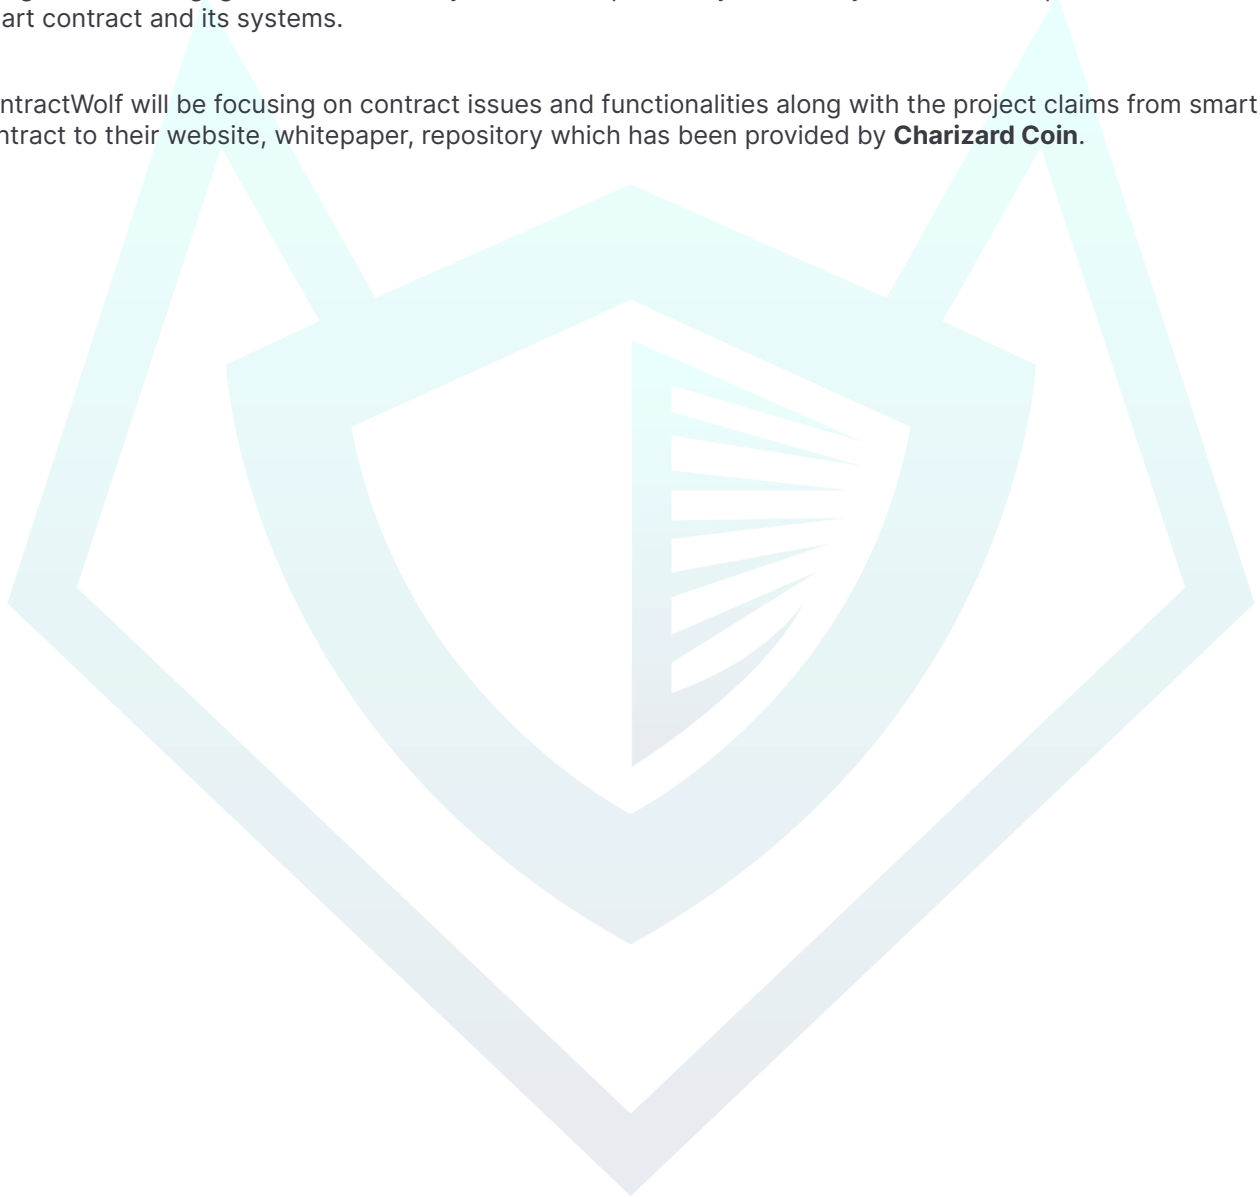 art contract and its systems.
ntractWolf will be focusing on contract issues and functionalities along with the project claims from smart
ntract to their website, whitepaper, repository which has been provided by Charizard Coin.